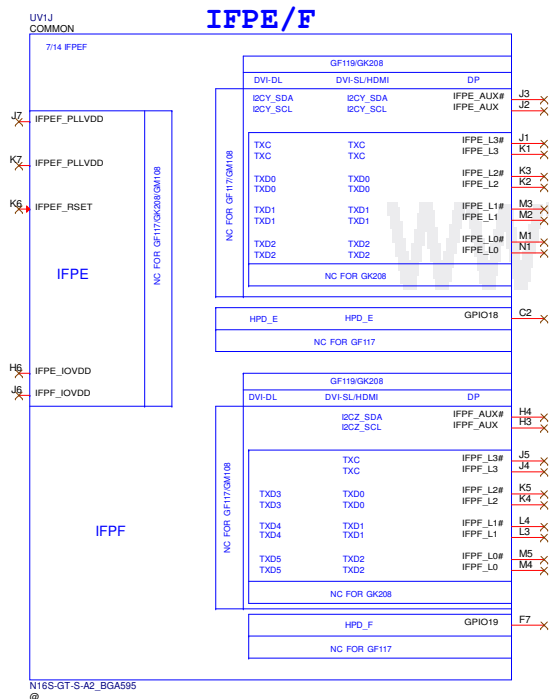 IFPE/F
UV1J
COMMON
7/14 IFPEF
GF119/GK208
DVI-DL DVI-SL/HDMI DP
I2CY_SDA I2CY_SDA IFPE_AUX# J3
I2CY_SCL I2CY_SCL IFPE_AUX J2
J7 IFPEF_PLLVDD
TXC TXC IFPE_L3# J1
TXC TXC IFPE_L3 K1
K7 IFPEF_PLLVDD
TXD0 TXD0 IFPE_L2# K3
TXD0 TXD0 IFPE_L2 K2
K6 IFPEF_RSET
TXD1 TXD1 IFPE_L1# M3
TXD1 TXD1 IFPE_L1 M2
TXD2 TXD2 IFPE_L0# M1
TXD2 TXD2 IFPE_L0 N1
NC FOR GF117/GK208/GM108
NC FOR GF117/GM108
WW
IFPE
NC FOR GK208
HPD_E HPD_E GPIO18 C2
NC FOR GF117
H6 IFPE_IOVDD
J6 IFPF_IOVDD
GF119/GK208
DVI-DL DVI-SL/HDMI DP
I2CZ_SDA IFPF_AUX# H4
I2CZ_SCL IFPF_AUX H3
TXC IFPF_L3# J5
TXC IFPF_L3 J4
TXD3 TXD0 IFPF_L2# K5
TXD3 TXD0 IFPF_L2 K4
TXD4 TXD1 IFPF_L1# L4
TXD4 TXD1 IFPF_L1 L3
TXD5 TXD2 IFPF_L0# M5
TXD5 TXD2 IFPF_L0 M4
NC FOR GF117/GM108
IFPF
NC FOR GK208
HPD_F GPIO19 F7
NC FOR GF117
N16S-GT-S-A2_BGA595
@